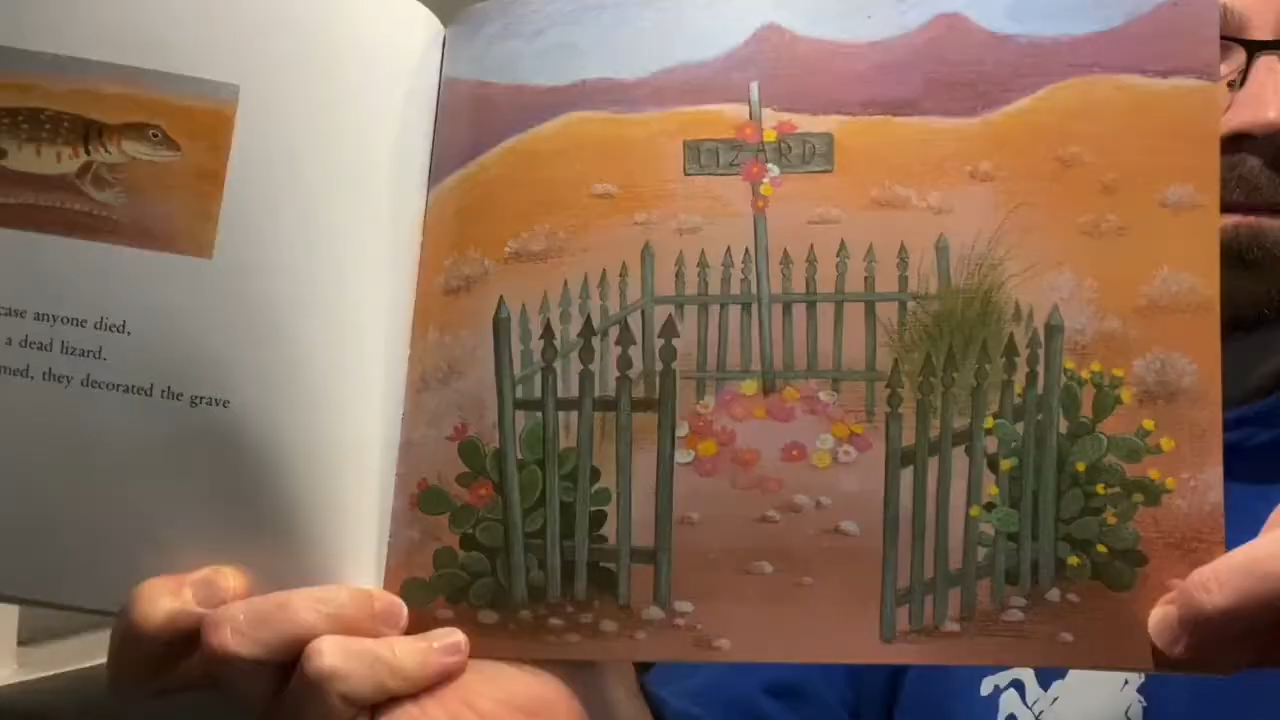 case anyone died,
a dead lizard.
med, they decorated the grave
LIZARD